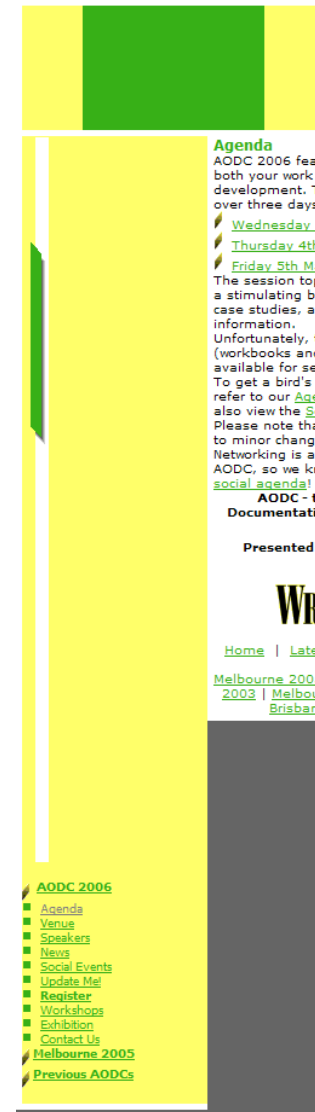 Agenda
AODC 2006 fea
both your work
development. T
over three days
Wednesday
Thursday 4th
Friday 5th M
The session top
a stimulating b
case studies, a
information.
Unfortunately,
(workbooks and
available for se
To get a bird's
refer to our Age
also view the S
Please note tha
to minor chang
Networking is a
AODC, so we k
social agenda!
AODC - t
Documentati
Presented
WR
Home | Late
Melbourne 200
2003 | Melbou
Brisbar
AODC 2006
Agenda
Venue
Speakers
News
Social Events
Update Me!
Register
Workshops
Exhibition
Contact Us
Melbourne 2005
Previous AODCs